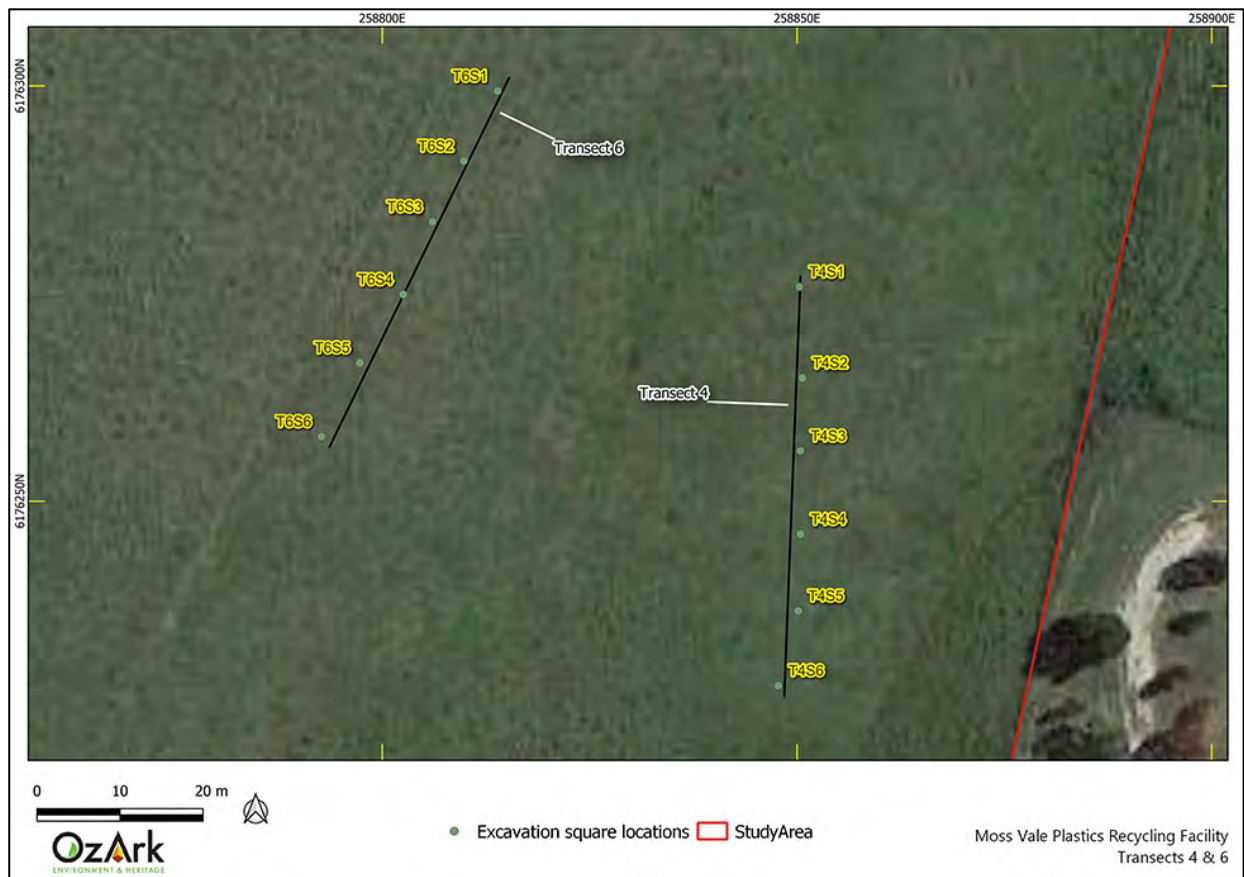 258800E
258850E
258900E
6176300N
6176250N
T6S1
T6S2
Transect 6
T6S3
T6S4
T4S1
T6S5
T4S2
Transect 4
T6S6
T4S3
T4S4
T4S5
T4S6
0 10 20 m
Excavation square locations StudyArea
OzArk
ENVIRONMENT & HERITAGE
Moss Vale Plastics Recycling Facility
Transects 4 & 6